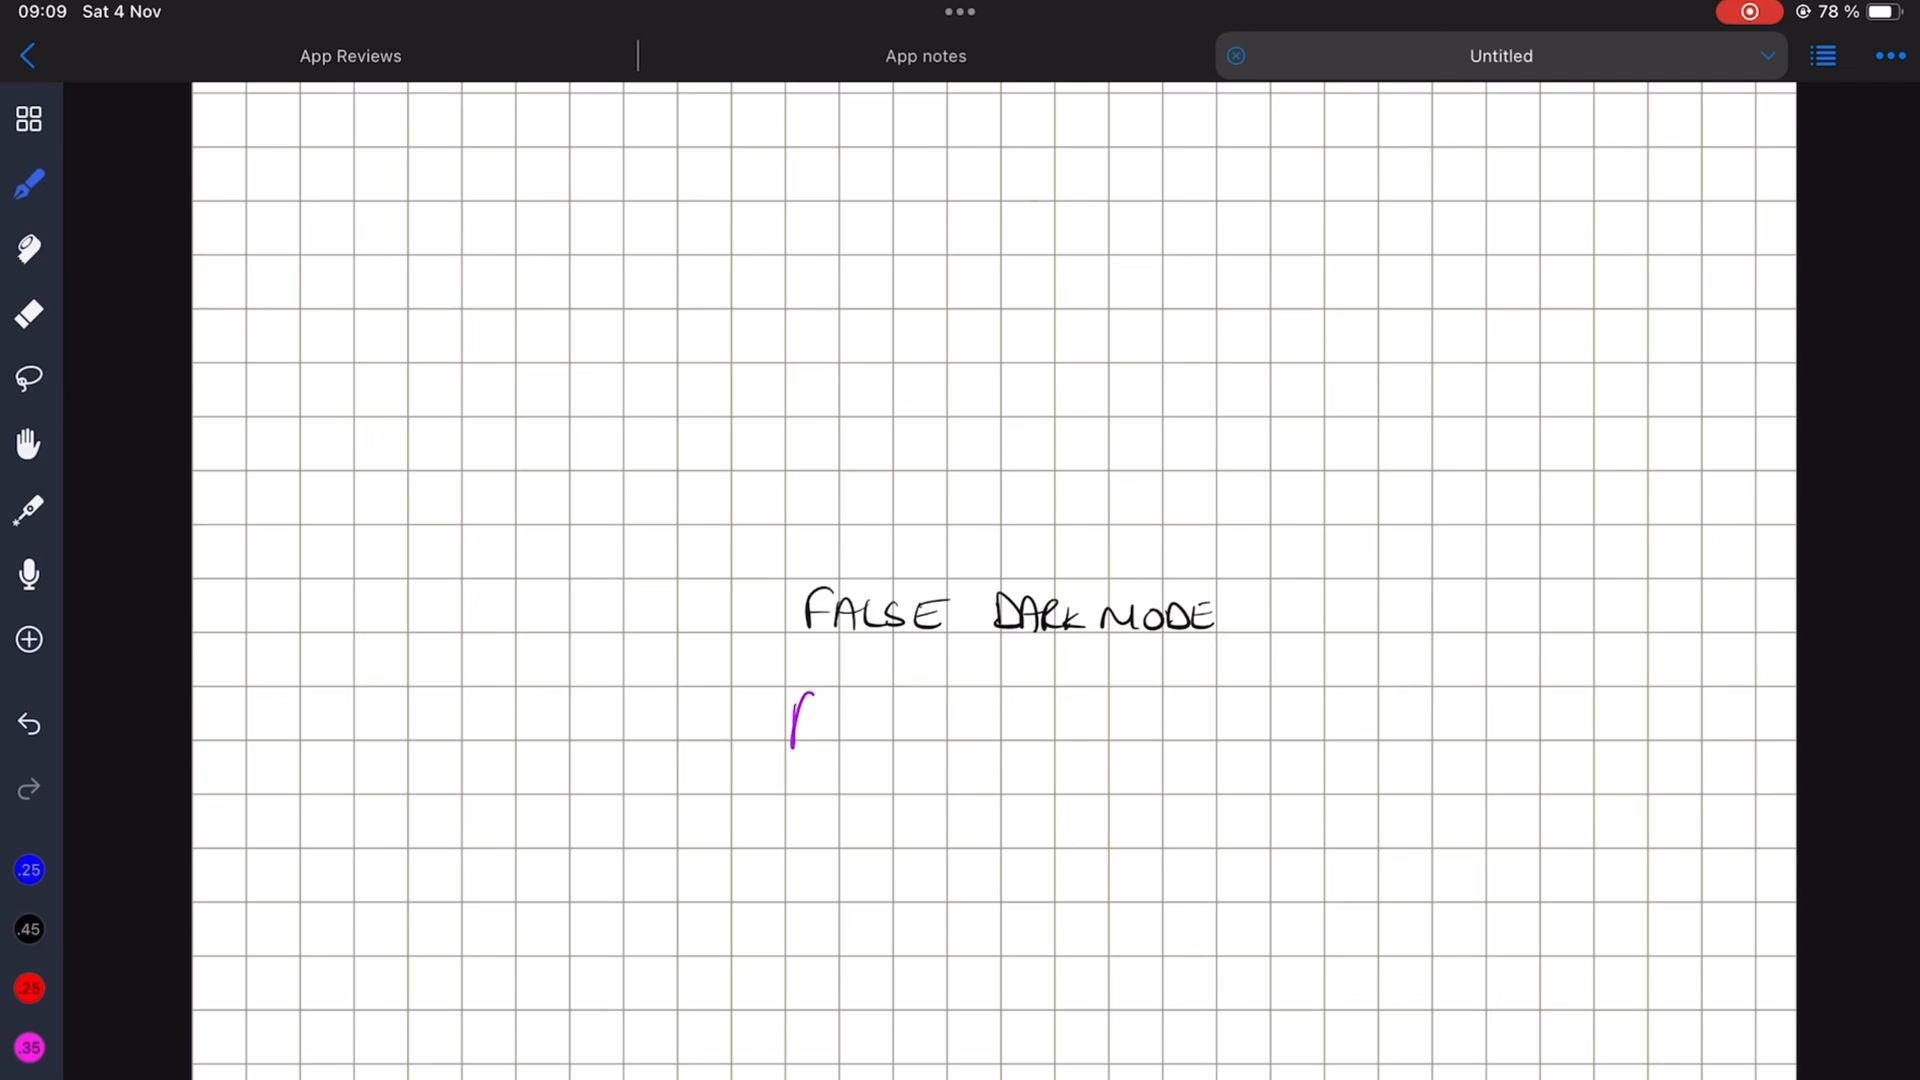 09:09 Sat 4 Nov 78 %
App Reviews App notes Untitled
FALSE DARK MODE
r
.25
.45
.25
.35